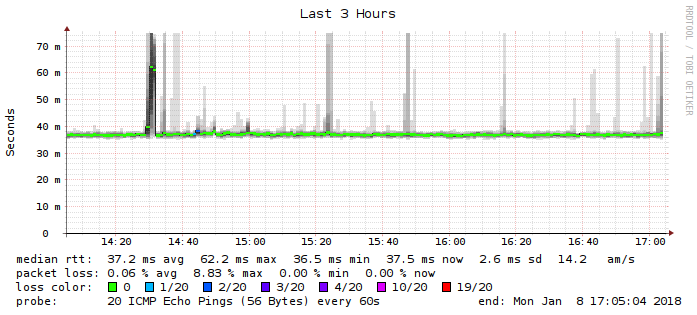 Last 3 Hours
RRDTOOL / TOBI OETIKER
Seconds
70 m
60 m
50 m
40 m
30 m
20 m
10 m
0
14:20 14:40 15:00 15:20 15:40 16:00 16:20 16:40 17:00
median rtt: 37.2 ms avg 62.2 ms max 36.5 ms min 37.5 ms now 2.6 ms sd 14.2 am/s
packet loss: 0.06 % avg 8.83 % max 0.00 % min 0.00 % now
loss color: 0 1/20 2/20 3/20 4/20 10/20 19/20
probe: 20 ICMP Echo Pings (56 Bytes) every 60s end: Mon Jan 8 17:05:04 2018